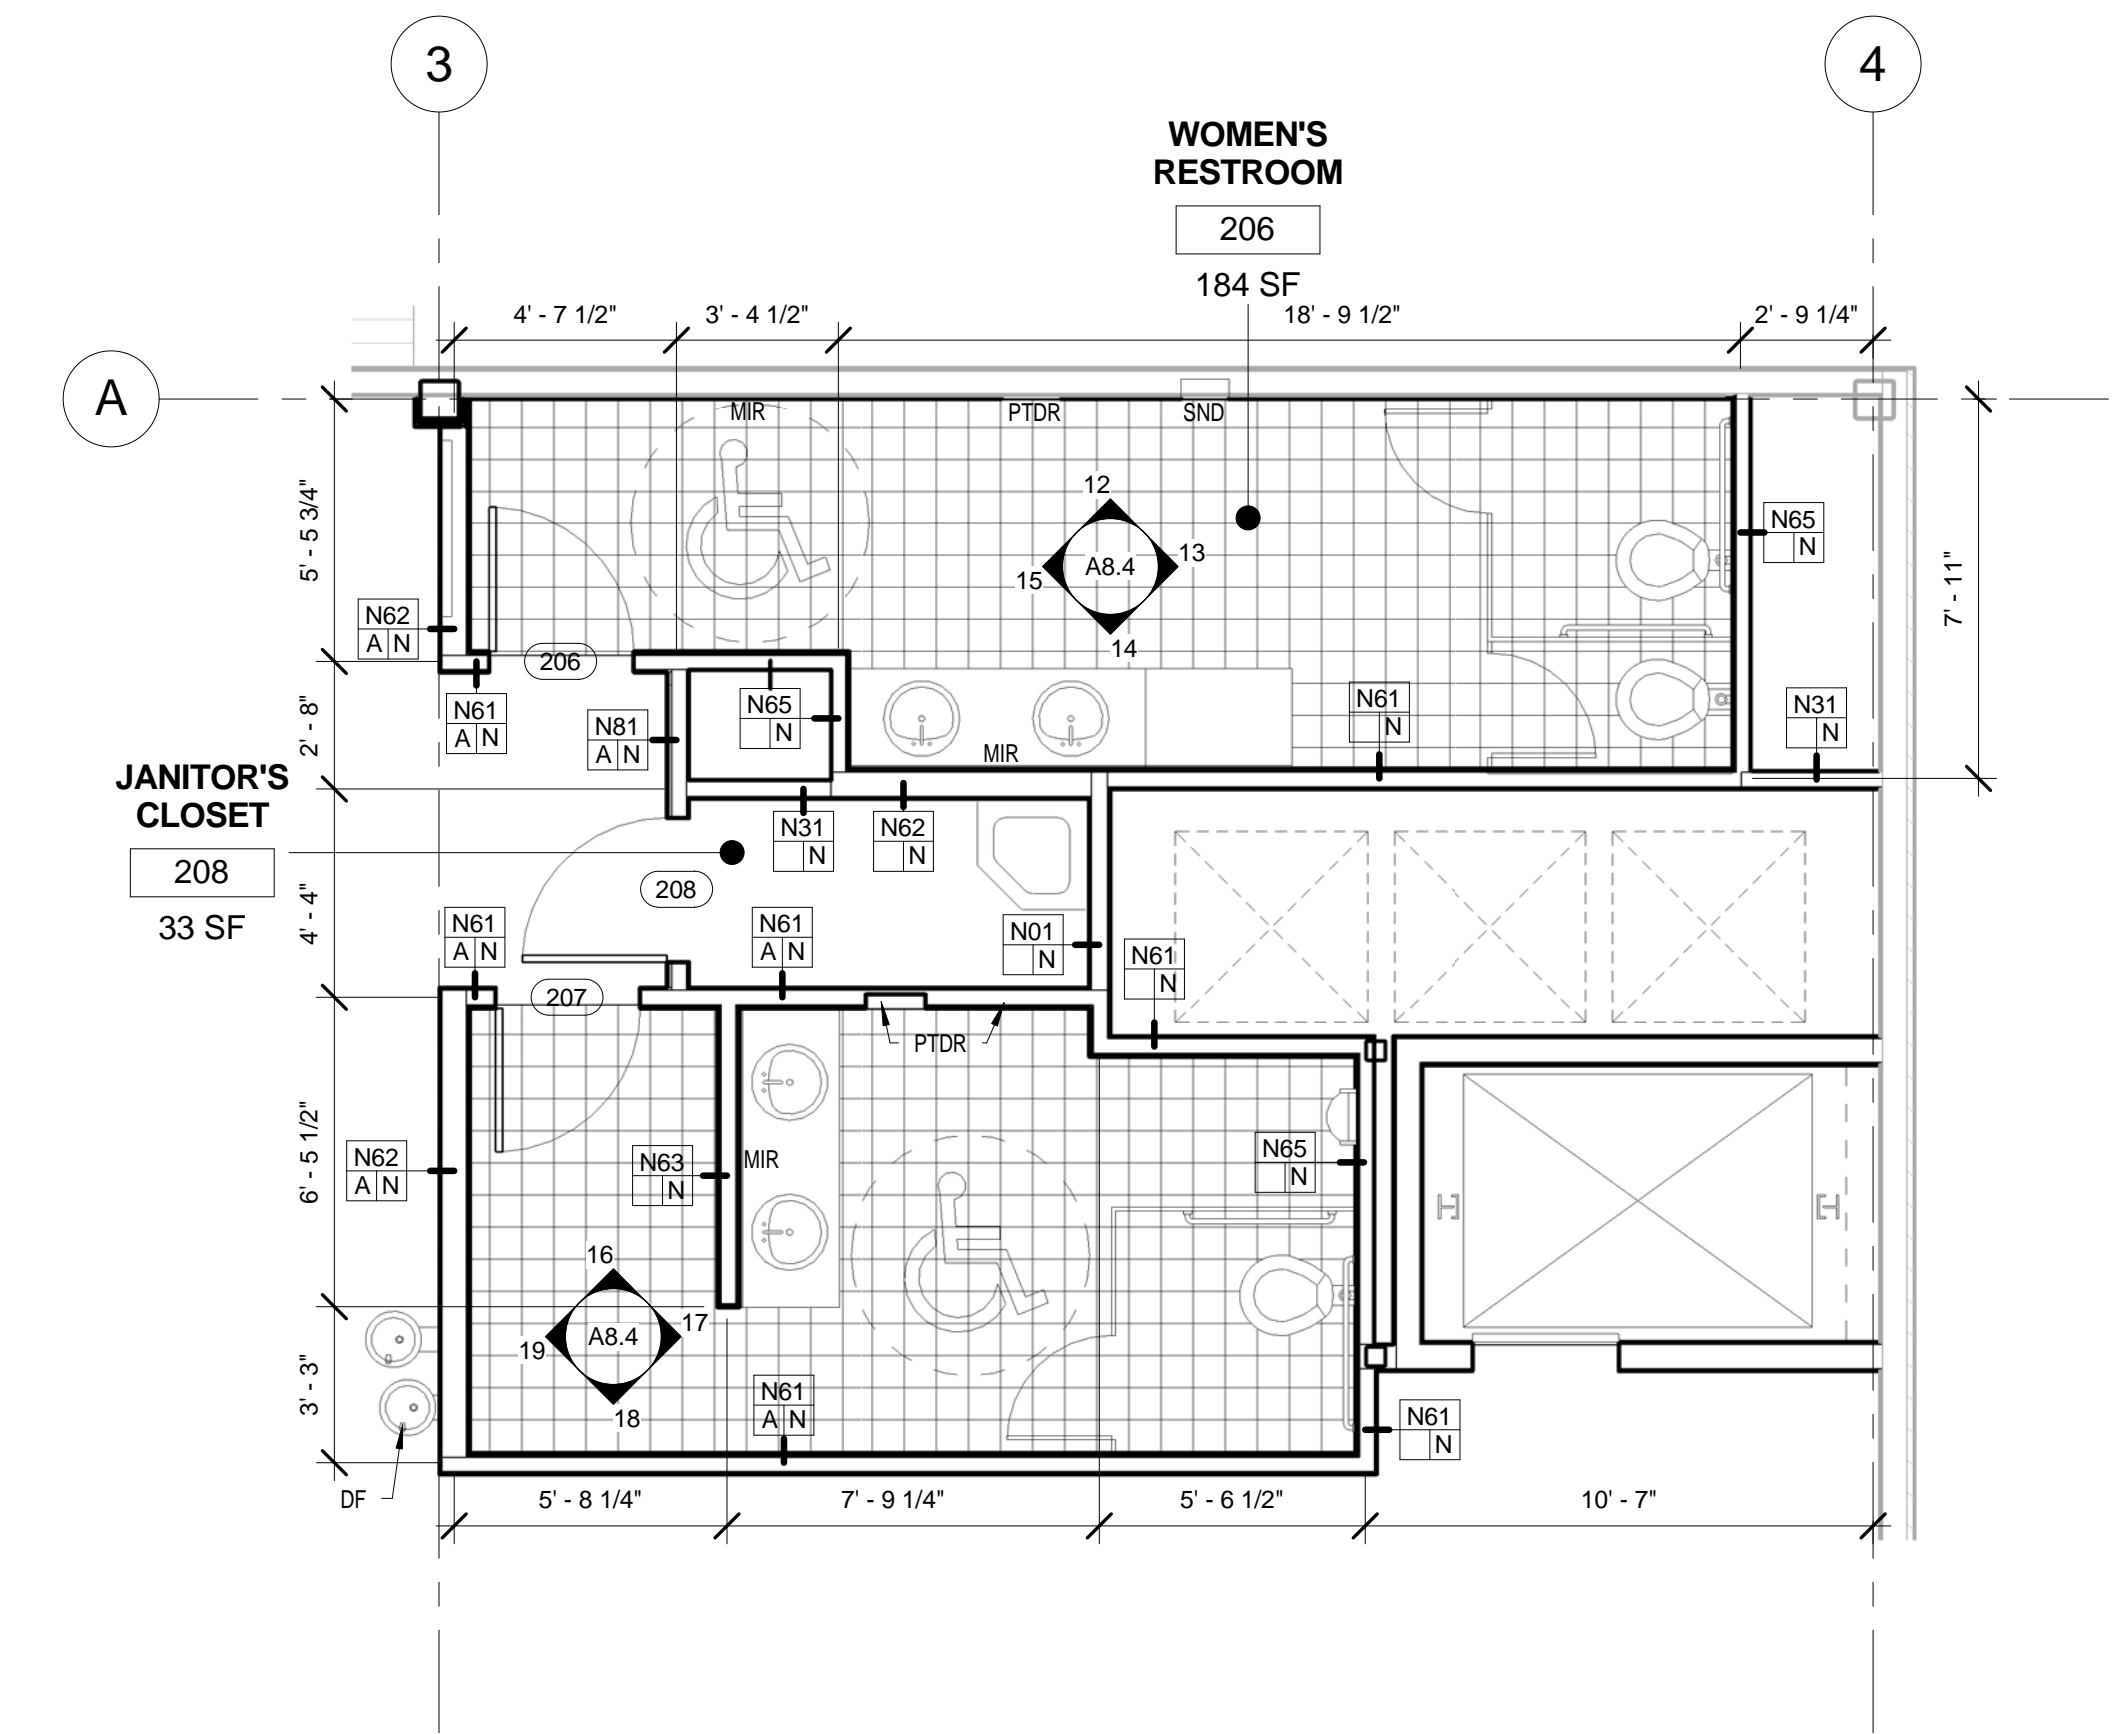 3
4
WOMEN'S
RESTROOM
206
184 SF
4' - 7 1/2"
3' - 4 1/2"
18' - 9 1/2"
2' - 9 1/4"
A
MIR
PTDR
SND
12
13
A8.4
15
14
5' - 5 3/4"
N65
N
7' - 11"
N62
A N
206
N61
A N
2' - 8"
N81
A N
N65
N
MIR
N61
N
N31
N
JANITOR'S
CLOSET
208
33 SF
N31
N
N62
N
208
4' - 4"
N61
A N
N61
A N
N01
N
N61
N
207
PTDR
6' - 5 1/2"
N62
A N
N63
N
MIR
N65
N
16
17
A8.4
19
18
3' - 3"
N61
A N
N61
N
DF
5' - 8 1/4"
7' - 9 1/4"
5' - 6 1/2"
10' - 7"